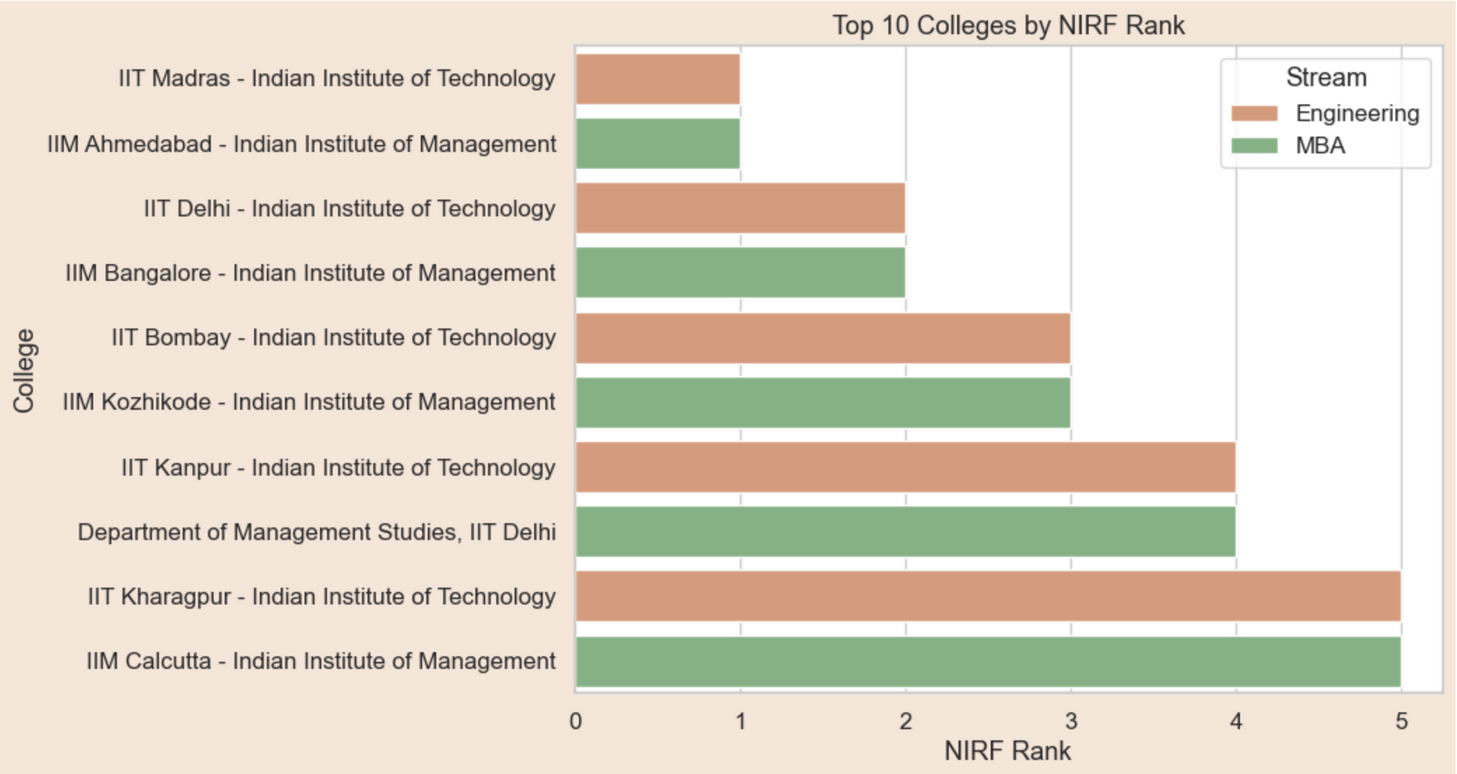 Top 10 Colleges by NIRF Rank
Stream
Engineering
MBA
College
IIT Madras - Indian Institute of Technology
IIM Ahmedabad - Indian Institute of Management
IIT Delhi - Indian Institute of Technology
IIM Bangalore - Indian Institute of Management
IIT Bombay - Indian Institute of Technology
IIM Kozhikode - Indian Institute of Management
IIT Kanpur - Indian Institute of Technology
Department of Management Studies, IIT Delhi
IIT Kharagpur - Indian Institute of Technology
IIM Calcutta - Indian Institute of Management
0 1 2 3 4 5
NIRF Rank